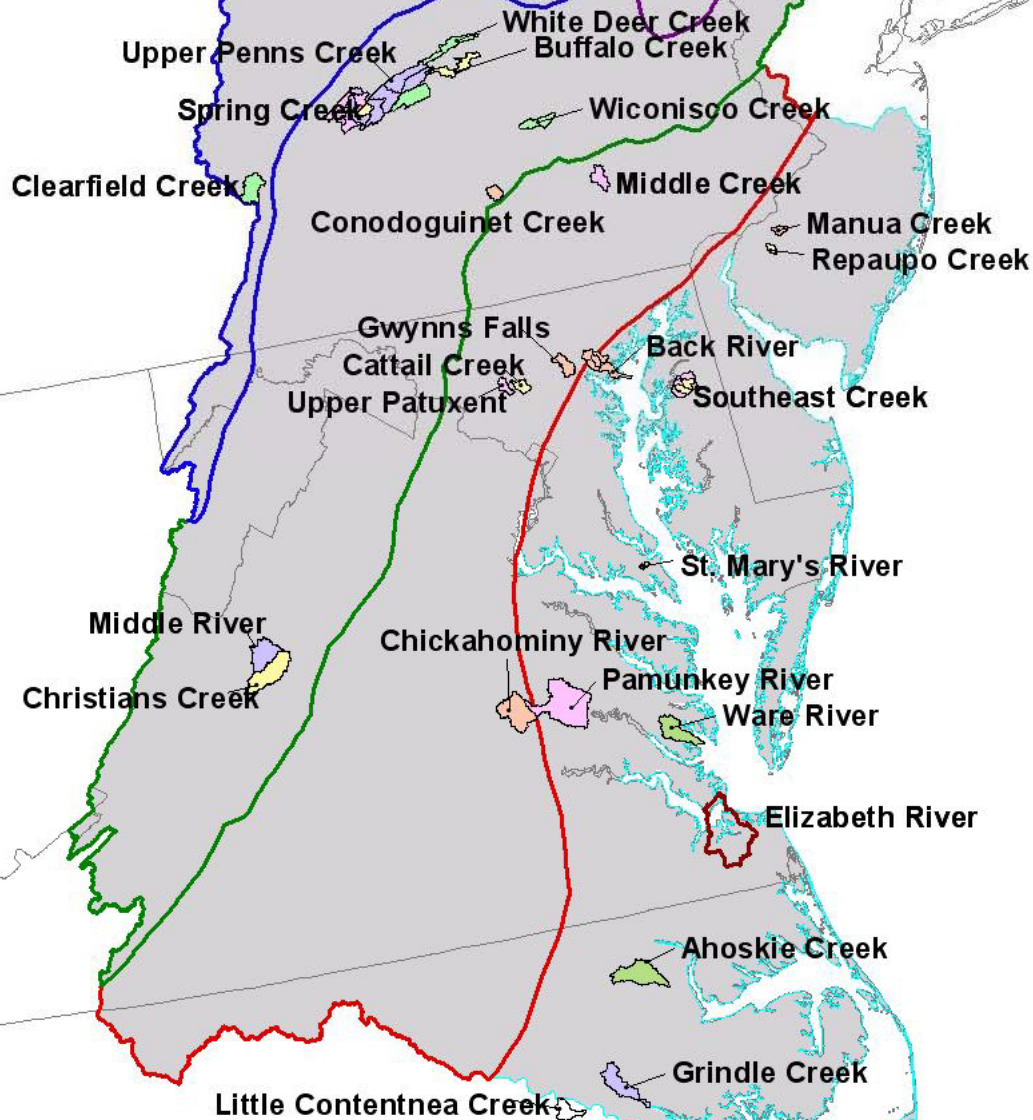 White Deer Creek
Upper Penns Creek
Buffalo Creek
Spring Creek
Wiconisco Creek
Clearfield Creek
Middle Creek
Conodoguinet Creek
Manua Creek
Repaupo Creek
Gwynns Falls
Back River
Cattail Creek
Upper Patuxent
Southeast Creek
St. Mary's River
Middle River
Chickahominy River
Pamunkey River
Christians Creek
Ware River
Elizabeth River
Ahoskie Creek
Grindle Creek
Little Contentnea Creek